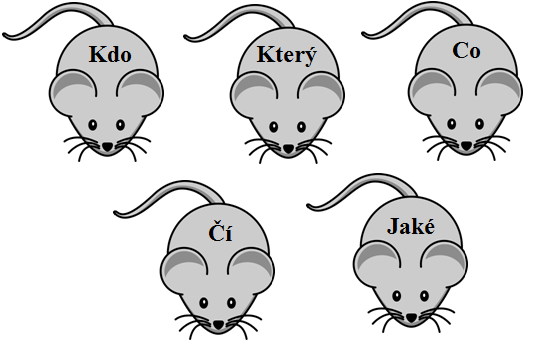 Kdo
Který
Co
Čí
Jaké